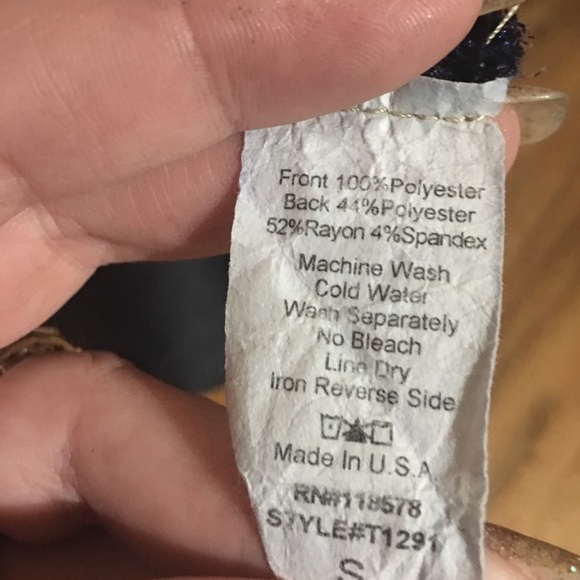 Front 100%Polyester
Back 44%Polyester
52%Rayon 4%Spandex
Machine Wash
Cold Water
Wash Separately
No Bleach
Line Dry
Iron Reverse Side
Made In U.S.A
RN#118578
STYLE#T1291
S